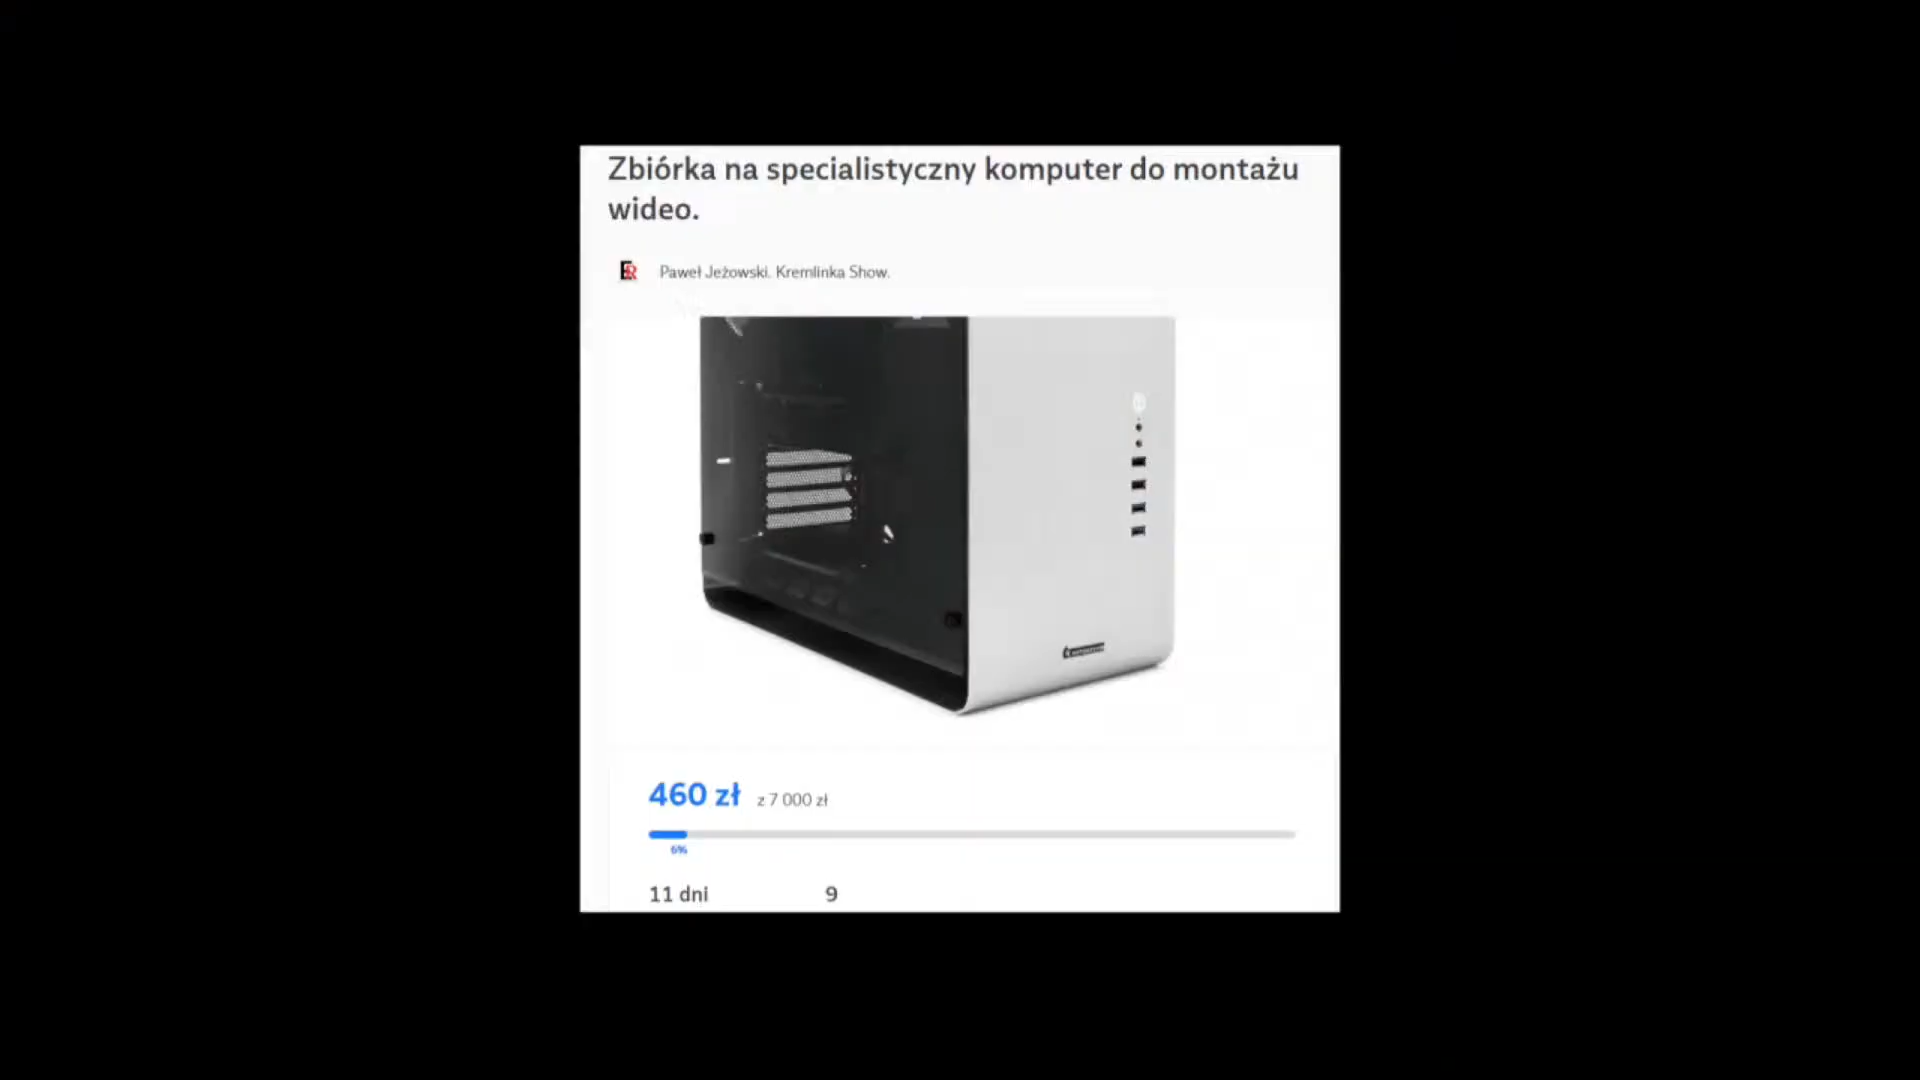 Zbiórka na specialistyczny komputer do montażu
wideo.
Paweł Jeżowski. Kremlinka Show.
460 zł z 7 000 zł
6%
11 dni 9